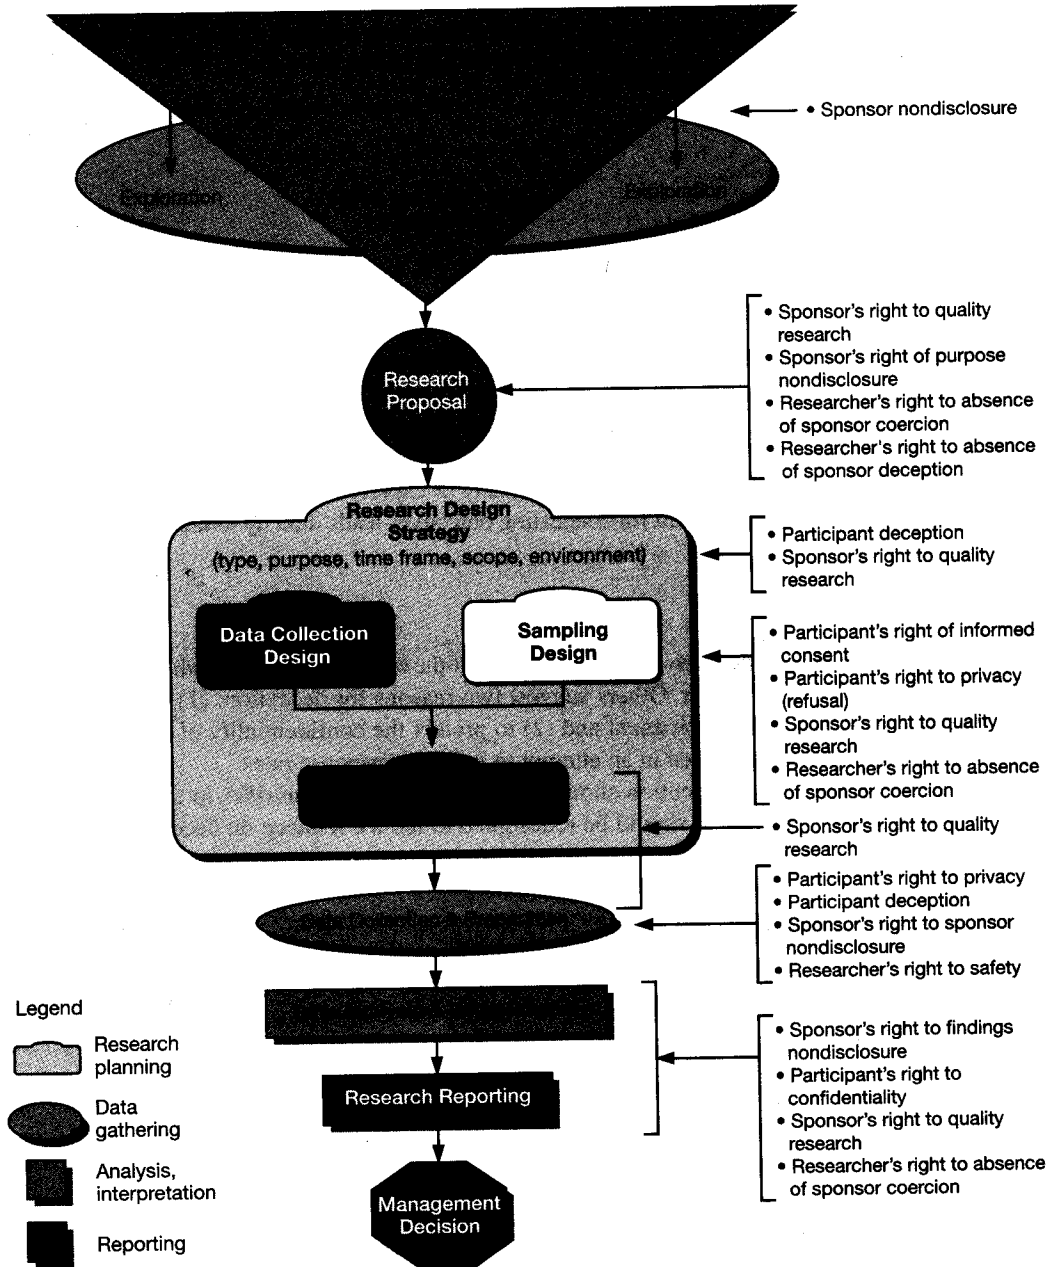 • Sponsor nondisclosure
Exploration
Exploration
• Sponsor's right to quality
research
• Sponsor's right of purpose
nondisclosure
• Researcher's right to absence
of sponsor coercion
• Researcher's right to absence
of sponsor deception
Research
Proposal
Research Design
Strategy
(type, purpose, time frame, scope, environment)
• Participant deception
• Sponsor's right to quality
research
Data Collection
Design
Sampling
Design
• Participant's right of informed
consent
• Participant's right to privacy
(refusal)
• Sponsor's right to quality
research
• Researcher's right to absence
of sponsor coercion
• Sponsor's right to quality
research
• Participant's right to privacy
• Participant deception
• Sponsor's right to sponsor
nondisclosure
• Researcher's right to safety
• Sponsor's right to findings
nondisclosure
• Participant's right to
confidentiality
• Sponsor's right to quality
research
• Researcher's right to absence
of sponsor coercion
Research Reporting
Management
Decision
Legend
Research
planning
Data
gathering
Analysis,
interpretation
Reporting